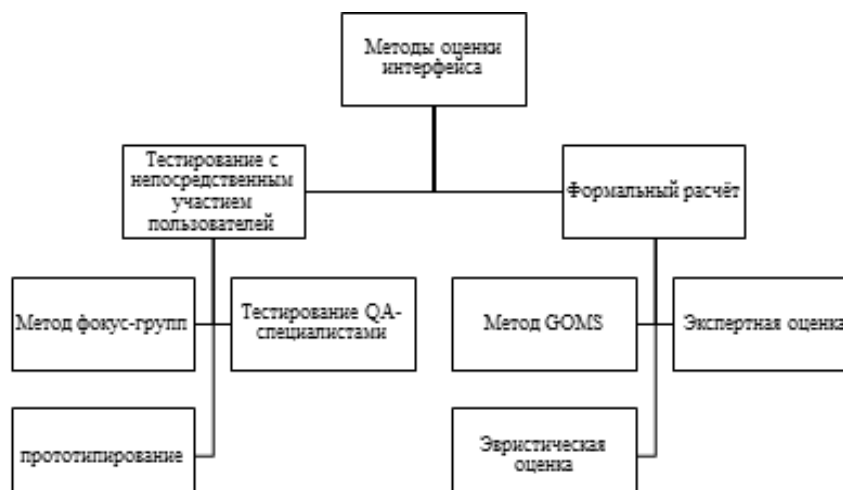 Методы оценки
интерфейса
Тестирование с
непосредственным
участием
пользователей
Формальный расчёт
Метод фокус-групп
Тестирование QA-
специалистами
Метод GOMS
Экспертная оценка
прототипирование
Эвристическая
оценка